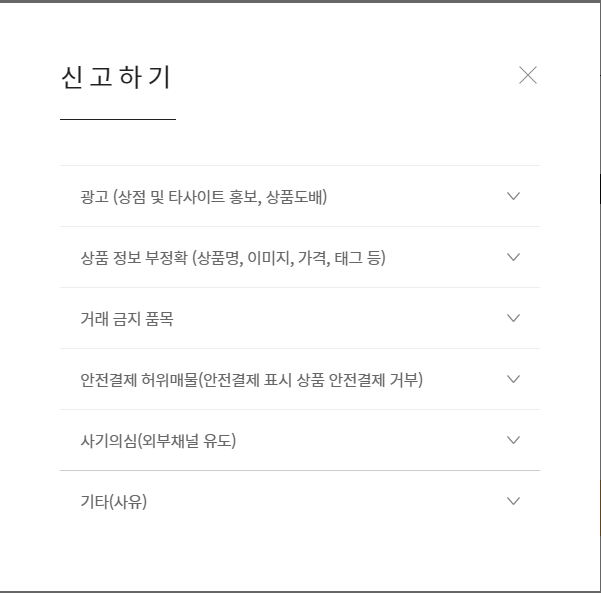 신고하기
광고 (상점 및 타사이트 홍보, 상품도배)
상품 정보 부정확 (상품명, 이미지, 가격, 태그 등)
거래 금지 품목
안전결제 허위매물(안전결제 표시 상품 안전결제 거부)
사기의심(외부채널 유도)
기타(사유)